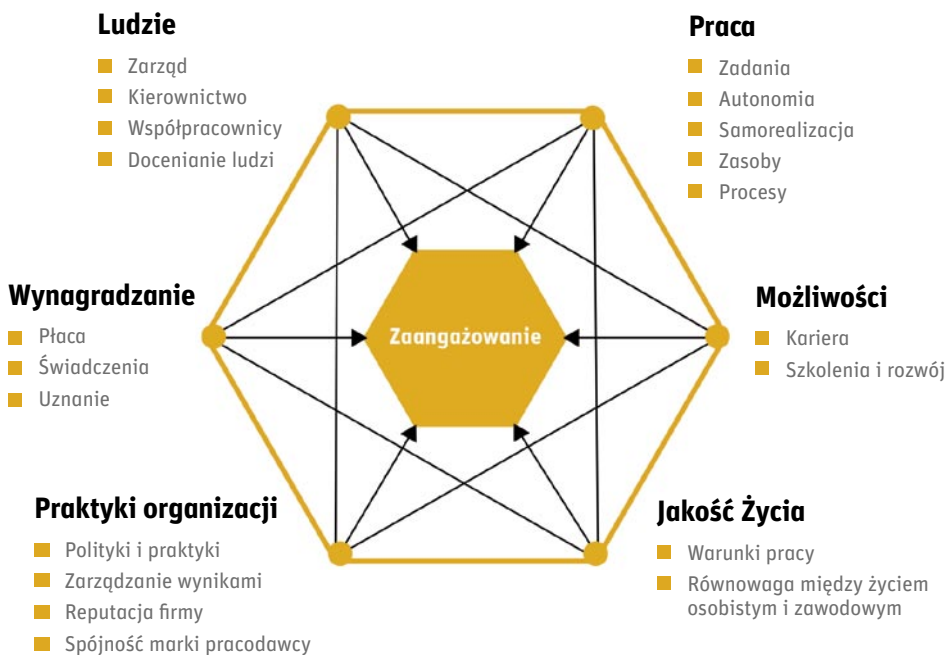 Ludzie
Zarząd
Kierownictwo
Współpracownicy
Docenianie ludzi
Praca
Zadania
Autonomia
Samorealizacja
Zasoby
Procesy
Wynagradzanie
Płaca
Świadczenia
Uznanie
Zaangażowanie
Możliwości
Kariera
Szkolenia i rozwój
Praktyki organizacji
Polityki i praktyki
Zarządzanie wynikami
Reputacja firmy
Spójność marki pracodawcy
Jakość Życia
Warunki pracy
Równowaga między życiem
osobistym i zawodowym